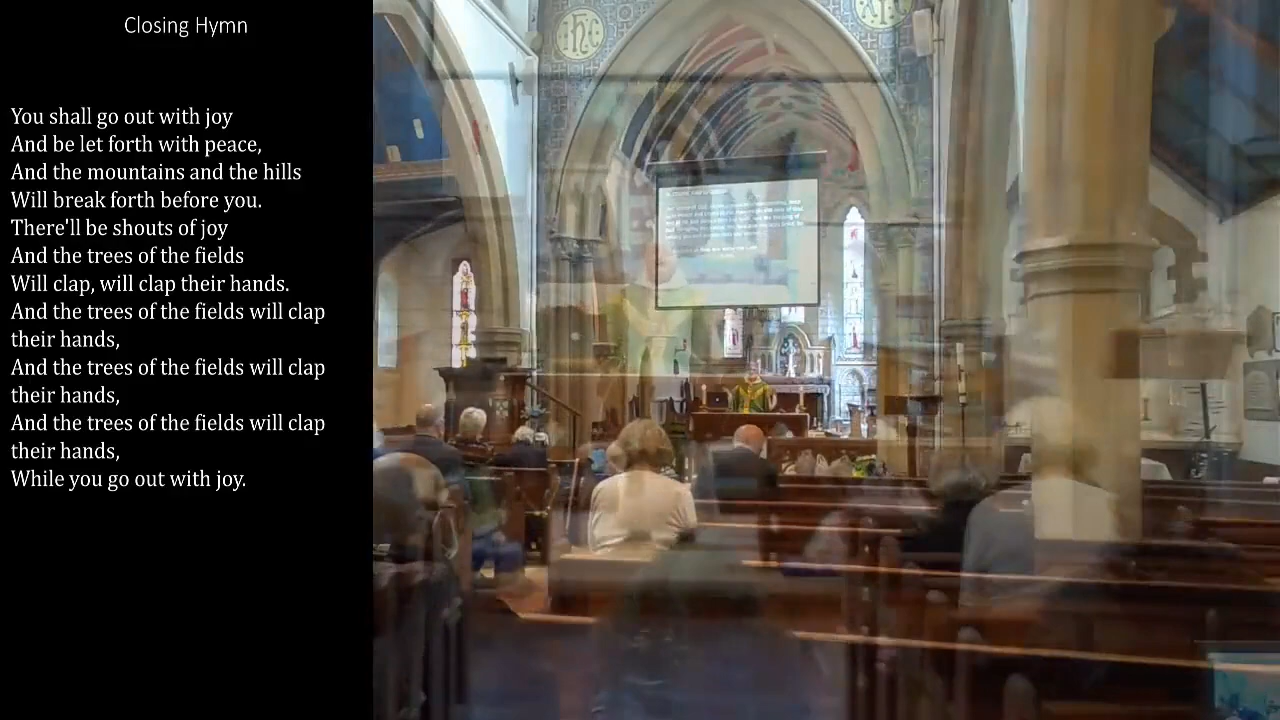 Closing Hymn
You shall go out with joy
And be let forth with peace,
And the mountains and the hills
Will break forth before you.
There'll be shouts of joy
And the trees of the fields
Will clap, will clap their hands.
And the trees of the fields will clap
their hands,
And the trees of the fields will clap
their hands,
And the trees of the fields will clap
their hands,
While you go out with joy.